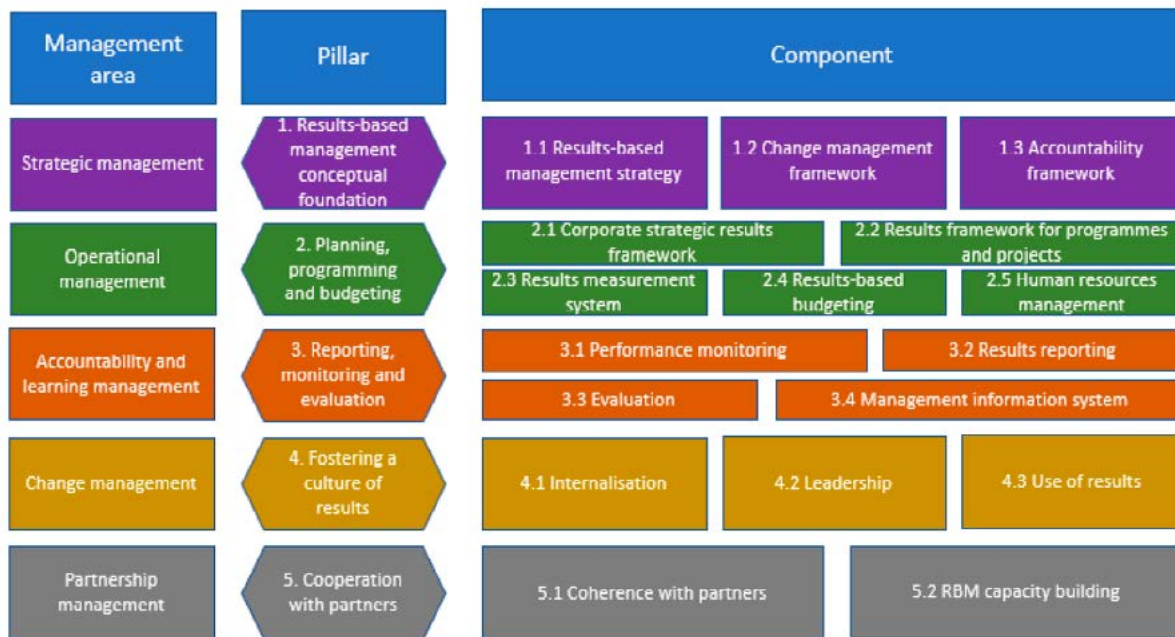 Management
area
Pillar
Component
Strategic management
1. Results-based
management
conceptual
foundation
1.1 Results-based
management strategy
1.2 Change management
framework
1.3 Accountability
framework
Operational
management
2. Planning,
programming
and budgeting
2.1 Corporate strategic results
framework
2.2 Results framework for programmes
and projects
2.3 Results measurement
system
2.4 Results-based
budgeting
2.5 Human resources
management
Accountability and
learning management
3. Reporting,
monitoring and
evaluation
3.1 Performance monitoring
3.2 Results reporting
3.3 Evaluation
3.4 Management information system
Change management
4. Fostering a
culture of
results
4.1 Internalisation
4.2 Leadership
4.3 Use of results
Partnership
management
5. Cooperation
with partners
5.1 Coherence with partners
5.2 RBM capacity building